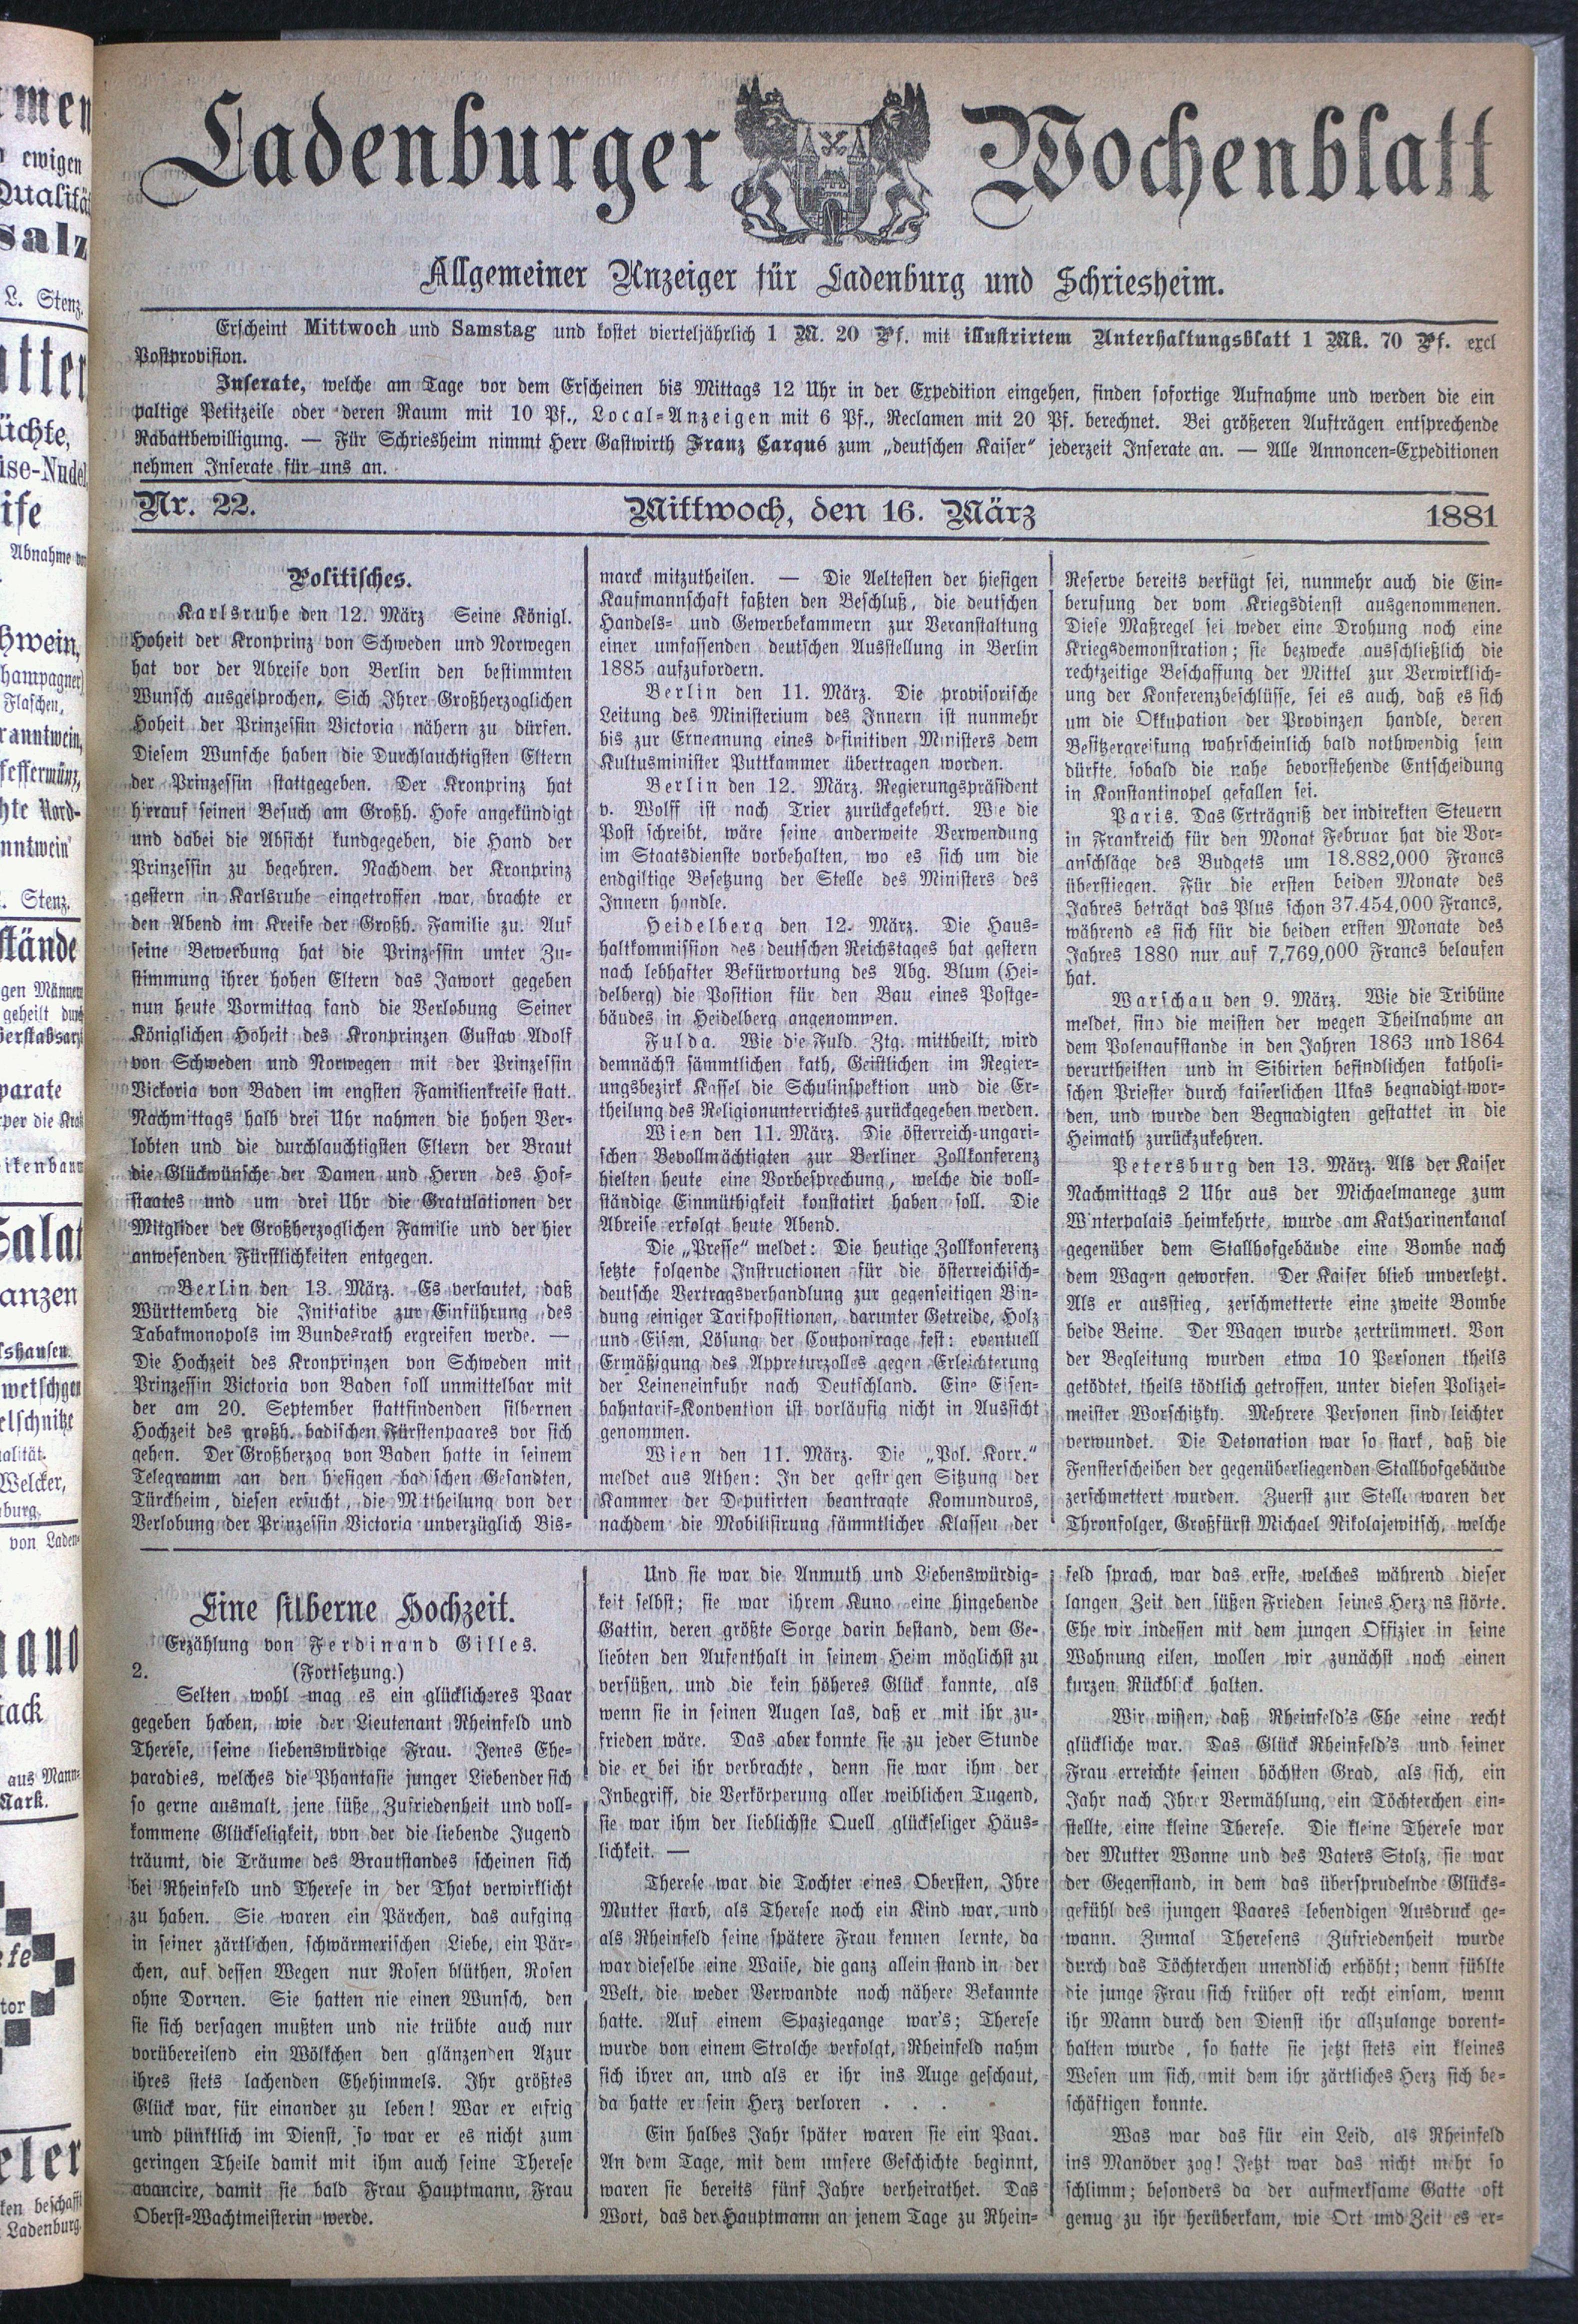 Ladenburger Wochenblatt
Allgemeiner Anzeiger für Ladenburg und Schriesheim.
Erscheint Mittwoch und Samstag und kostet vierteljährlich 1 M. 20 Pf. mit illustrirtem Unterhaltungsblatt 1 Mk. 70 Pf. excl
Postprovision.
Inserate, welche am Tage vor dem Erscheinen bis Mittags 12 Uhr in der Expedition eingehen, finden sofortige Aufnahme und werden die ein
paltige Petitzeile oder deren Raum mit 10 Pf., Local-Anzeigen mit 6 Pf., Reclamen mit 20 Pf. berechnet. Bei größeren Aufträgen entsprechende
Rabattbewilligung. — Für Schriesheim nimmt Herr Gastwirth Franz Carqué zum „deutschen Kaiser“ jederzeit Inserate an. — Alle Annoncen-Expeditionen
nehmen Inserate für uns an.
Nr. 22. Mittwoch, den 16. März 1881
Politisches.
Karlsruhe den 12. März Seine Königl.
Hoheit der Kronprinz von Schweden und Norwegen
hat vor der Abreise von Berlin den bestimmten
Wunsch ausgesprochen, Sich Ihrer Großherzoglichen
Hoheit der Prinzessin Victoria nähern zu dürfen.
Diesem Wunsche haben die Durchlauchtigsten Eltern
der Prinzessin stattgegeben. Der Kronprinz hat
hierauf seinen Besuch am Großh. Hofe angekündigt
und dabei die Absicht kundgegeben, die Hand der
Prinzessin zu begehren. Nachdem der Kronprinz
gestern in Karlsruhe eingetroffen war, brachte er
den Abend im Kreise der Großh. Familie zu. Auf
seine Bewerbung hat die Prinzessin unter Zu-
stimmung ihrer hohen Eltern das Jawort gegeben
nun heute Vormittag fand die Verlobung Seiner
Königlichen Hoheit des Kronprinzen Gustav Adolf
von Schweden und Norwegen mit der Prinzessin
Victoria von Baden im engsten Familienkreise statt.
Nachmittags halb drei Uhr nahmen die hohen Ver-
lobten und die durchlauchtigsten Eltern der Braut
die Glückwünsche der Damen und Herrn des Hof-
staates und um drei Uhr die Gratulationen der
Mitglider der Großherzoglichen Familie und der hier
anwesenden Fürstlichkeiten entgegen.
Berlin den 13. März. Es verlautet, daß
Württemberg die Initiative zur Einführung des
Tabakmonopols im Bundesrath ergreifen werde. —
Die Hochzeit des Kronprinzen von Schweden mit
Prinzessin Victoria von Baden soll unmittelbar mit
der am 20. September stattfindenden silbernen
Hochzeit des großh. badischen Fürstenpaares vor sich
gehen. Der Großherzog von Baden hatte in seinem
Telegramm an den hiesigen badischen Gesandten,
Türckheim, diesen ersucht, die Mittheilung von der
Verlobung der Prinzessin Victoria unverzüglich Bis-
marck mitzutheilen. — Die Aeltesten der hiesigen
Kaufmannschaft faßten den Beschluß, die deutschen
Handels- und Gewerbekammern zur Veranstaltung
einer umfassenden deutschen Ausstellung in Berlin
1885 aufzufordern.
Berlin den 11. März. Die provisorische
Leitung des Ministerium des Innern ist nunmehr
bis zur Ernennung eines definitiven Ministers dem
Kultusminister Puttkammer übertragen worden.
Berlin den 12. März. Regierungspräsident
v. Wolff ist nach Trier zurückgekehrt. Wie die
Post schreibt, wäre seine anderweite Verwendung
im Staatsdienste vorbehalten, wo es sich um die
endgiltige Besetzung der Stelle des Ministers des
Innern handle.
Heidelberg den 12. März. Die Haus-
haltkommission des deutschen Reichstages hat gestern
nach lebhafter Befürwortung des Abg. Blum (Hei-
delberg) die Position für den Bau eines Postge-
bäudes in Heidelberg angenommen.
Fulda. Wie die Fuld. Ztg. mittheilt, wird
demnächst sämmtlichen kath, Geistlichen im Regier-
ungsbezirk Kassel die Schulinspektion und die Er-
theilung des Religionunterrichtes zurückgegeben werden.
Wien den 11. März. Die österreich-ungari-
schen Bevollmächtigten zur Berliner Zollkonferenz
hielten heute eine Vorbesprechung, welche die voll-
ständige Einmüthigkeit konstatirt haben soll. Die
Abreise erfolgt heute Abend.
Die „Presse“ meldet: Die heutige Zollkonferenz
setzte folgende Instructionen für die österreichisch-
deutsche Vertragsverhandlung zur gegenseitigen Bin-
dung einiger Tarifpositionen, darunter Getreide, Holz
und Eisen, Lösung der Couponfrage fest: eventuell
Ermäßigung des Appreturzolles gegen Erleichterung
der Leineneinfuhr nach Deutschland. Eine Eisen-
bahntarif-Konvention ist vorläufig nicht in Aussicht
genommen.
Wien den 11. März. Die „Pol. Korr.“
meldet aus Athen: In der gestrigen Sitzung der
Kammer der Deputirten beantragte Komunduros,
nachdem die Mobilisirung sämmtlicher Klassen der
Reserve bereits verfügt sei, nunmehr auch die Ein-
berufung der vom Kriegsdienst ausgenommenen.
Diese Maßregel sei weder eine Drohung noch eine
Kriegsdemonstration; sie bezwecke ausschließlich die
rechtzeitige Beschaffung der Mittel zur Verwirklich-
ung der Konferenzbeschlüsse, sei es auch, daß es sich
um die Okkupation der Provinzen handle, deren
Besitzergreifung wahrscheinlich bald nothwendig sein
dürfte, sobald die nahe bevorstehende Entscheidung
in Konstantinopel gefallen sei.
Paris. Das Erträgniß der indirekten Steuern
in Frankreich für den Monat Februar hat die Vor-
anschläge des Budgets um 18.882,000 Francs
überstiegen. Für die ersten beiden Monate des
Jahres beträgt das Plus schon 37.454,000 Francs,
während es sich für die beiden ersten Monate des
Jahres 1880 nur auf 7,769,000 Francs belaufen
hat.
Warschau den 9. März. Wie die Tribüne
meldet, sind die meisten der wegen Theilnahme an
dem Polenaufstande in den Jahren 1863 und 1864
verurtheilten und in Sibirien befindlichen katholi-
schen Priester durch kaiserlichen Ukas begnadigt wor-
den, und wurde den Begnadigten gestattet in die
Heimath zurückzukehren.
Petersburg den 13. März. Als der Kaiser
Nachmittags 2 Uhr aus der Michaelmanege zum
Winterpalais heimkehrte, wurde am Katharinenkanal
gegenüber dem Stallhofgebäude eine Bombe nach
dem Wagen geworfen. Der Kaiser blieb unverletzt.
Als er ausstieg, zerschmetterte eine zweite Bombe
beide Beine. Der Wagen wurde zertrümmert. Von
der Begleitung wurden etwa 10 Personen theils
getödtet, theils tödtlich getroffen, unter diesen Polizei-
meister Worschitzky. Mehrere Personen sind leichter
verwundet. Die Detonation war so stark, daß die
Fensterscheiben der gegenüberliegenden Stallhofgebäude
zerschmettert wurden. Zuerst zur Stelle waren der
Thronfolger, Großfürst Michael Nikolajewitsch, welche
Eine silberne Hochzeit.
Erzählung von Ferdinand Gilles.
2. (Fortsetzung.)
Selten wohl mag es ein glücklicheres Paar
gegeben haben, wie der Lieutenant Rheinfeld und
Therese, seine liebenswürdige Frau. Jenes Ehe-
paradies, welches die Phantasie junger Liebender sich
so gerne ausmalt, jene süße Zufriedenheit und voll-
kommene Glückseligkeit, von der die liebende Jugend
träumt, die Träume des Brautstandes scheinen sich
bei Rheinfeld und Therese in der That verwirklicht
zu haben. Sie waren ein Pärchen, das aufging
in seiner zärtlichen, schwärmerischen Liebe, ein Pär-
chen, auf dessen Wegen nur Rosen blüthen, Rosen
ohne Dornen. Sie hatten nie einen Wunsch, den
sie sich versagen mußten und nie trübte auch nur
vorübereilend ein Wölkchen den glänzenden Azur
ihres stets lachenden Ehehimmels. Ihr größtes
Glück war, für einander zu leben! War er eifrig
und pünktlich im Dienst, so war er es nicht zum
geringen Theile damit mit ihm auch seine Therese
avancire, damit sie bald Frau Hauptmann, Frau
Oberst-Wachtmeisterin werde.
Und sie war die Anmuth und Liebenswürdig-
keit selbst; sie war ihrem Kuno eine hingebende
Gattin, deren größte Sorge darin bestand, dem Ge-
liebten den Aufenthalt in seinem Heim möglichst zu
versüßen, und die kein höheres Glück kannte, als
wenn sie in seinen Augen las, daß er mit ihr zu-
frieden wäre. Das aber konnte sie zu jeder Stunde
die er bei ihr verbrachte, denn sie war ihm der
Inbegriff, die Verkörperung aller weiblichen Tugend,
sie war ihm der lieblichste Quell glückseliger Häus-
lichkeit. —
Therese war die Tochter eines Obersten, Ihre
Mutter starb, als Therese noch ein Kind war, und
als Rheinfeld seine spätere Frau kennen lernte, da
war dieselbe eine Waise, die ganz allein stand in der
Welt, die weder Verwandte noch nähere Bekannte
hatte. Auf einem Spaziegange war's; Therese
wurde von einem Strolche verfolgt, Rheinfeld nahm
sich ihrer an, und als er ihr ins Auge geschaut,
da hatte er sein Herz verloren . . .
Ein halbes Jahr später waren sie ein Paar.
An dem Tage, mit dem unsere Geschichte beginnt,
waren sie bereits fünf Jahre verheirathet. Das
Wort, das der Hauptmann an jenem Tage zu Rhein-
feld sprach, war das erste, welches während dieser
langen Zeit den süßen Frieden seines Herzens störte.
Ehe wir indessen mit dem jungen Offizier in seine
Wohnung eilen, wollen wir zunächst noch einen
kurzen Rückblick halten.
Wir wissen, daß Rheinfeld's Ehe eine recht
glückliche war. Das Glück Rheinfeld's und seiner
Frau erreichte seinen höchsten Grad, als sich, ein
Jahr nach Ihrer Vermählung, ein Töchterchen ein-
stellte, eine kleine Therese. Die kleine Therese war
der Mutter Wonne und des Vaters Stolz, sie war
der Gegenstand, in dem das übersprudelnde Glücks-
gefühl des jungen Paares lebendigen Ausdruck ge-
wann. Zumal Theresens Zufriedenheit wurde
durch das Töchterchen unendlich erhöht; denn fühlte
die junge Frau sich früher oft recht einsam, wenn
ihr Mann durch den Dienst ihr allzulange vorent-
halten wurde, so hatte sie jetzt stets ein kleines
Wesen um sich, mit dem ihr zärtliches Herz sich be-
schäftigen konnte.
Was war das für ein Leid, als Rheinfeld
ins Manöver zog! Jetzt war das nicht mehr so
schlimm; besonders da der aufmerksame Gatte oft
genug zu ihr herüberkam, wie Ort und Zeit es er-